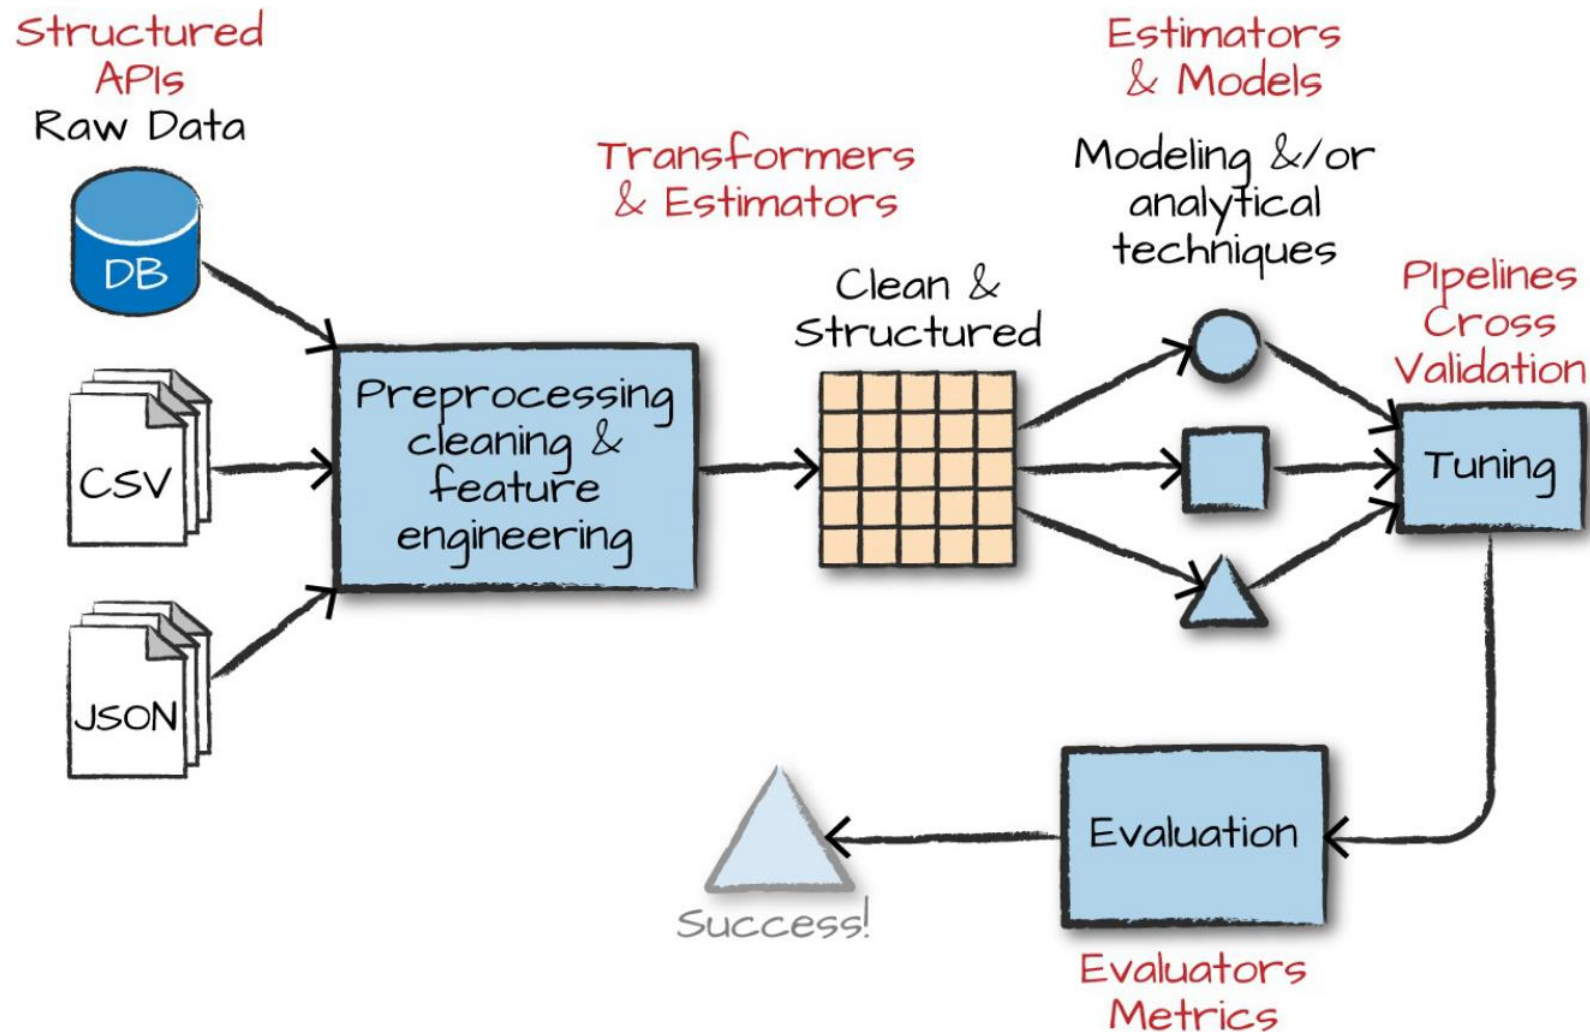 Structured
APIs
Raw Data
DB
CSV
JSON
Preprocessing
cleaning &
feature
engineering
Transformers
& Estimators
Clean &
Structured
Estimators
& Models
Modeling &/or
analytical
techniques
PIpelines
Cross
Validation
Tuning
Evaluation
Evaluators
Metrics
Success!